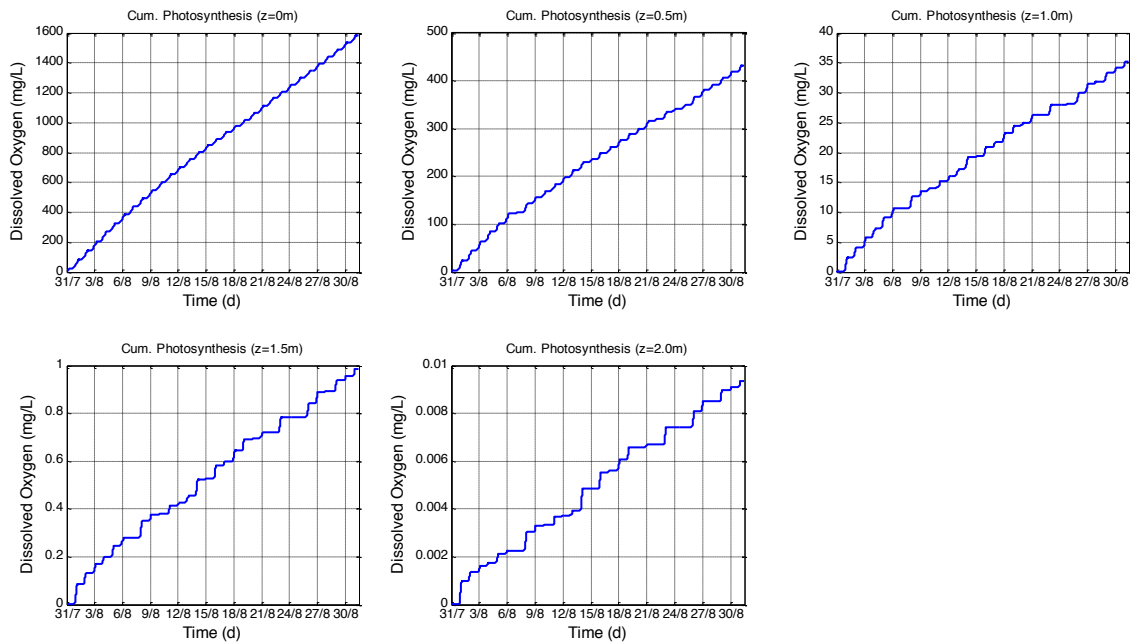 Cum. Photosynthesis (z=0m)
1600
1400
1200
1000
800
600
400
200
0
Dissolved Oxygen (mg/L)
31/7 3/8 6/8 9/8 12/8 15/8 18/8 21/8 24/8 27/8 30/8
Time (d)
Cum. Photosynthesis (z=0.5m)
500
400
300
200
100
0
Dissolved Oxygen (mg/L)
31/7 3/8 6/8 9/8 12/8 15/8 18/8 21/8 24/8 27/8 30/8
Time (d)
Cum. Photosynthesis (z=1.0m)
40
35
30
25
20
15
10
5
0
Dissolved Oxygen (mg/L)
31/7 3/8 6/8 9/8 12/8 15/8 18/8 21/8 24/8 27/8 30/8
Time (d)
Cum. Photosynthesis (z=1.5m)
1
0.8
0.6
0.4
0.2
0
Dissolved Oxygen (mg/L)
31/7 3/8 6/8 9/8 12/8 15/8 18/8 21/8 24/8 27/8 30/8
Time (d)
Cum. Photosynthesis (z=2.0m)
0.01
0.008
0.006
0.004
0.002
0
Dissolved Oxygen (mg/L)
31/7 3/8 6/8 9/8 12/8 15/8 18/8 21/8 24/8 27/8 30/8
Time (d)